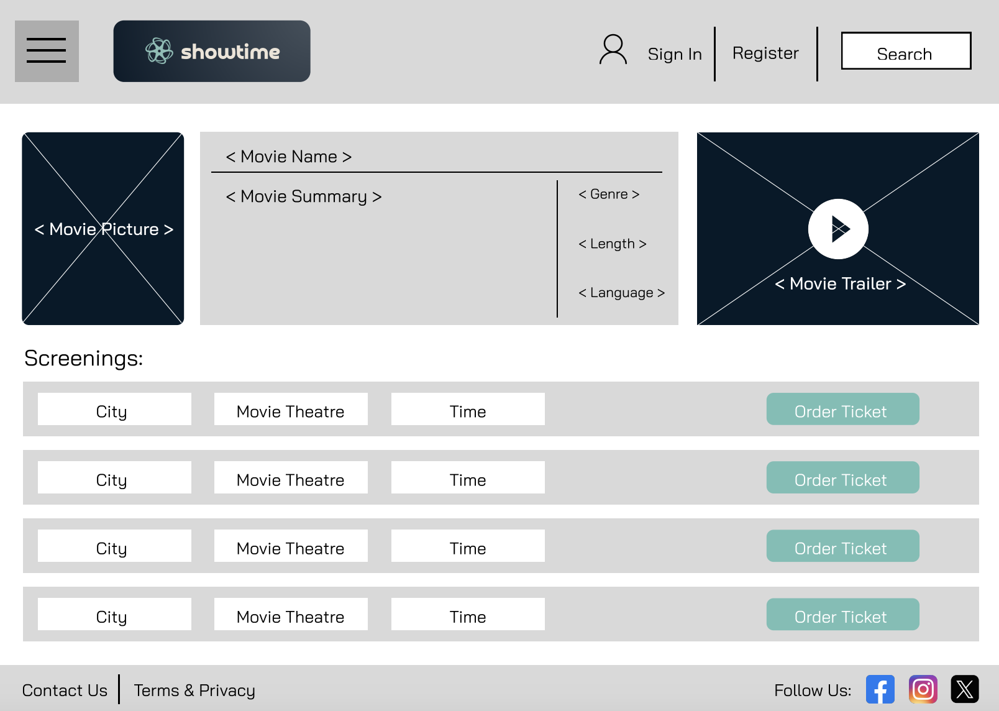 showtime
Sign In
Register
Search
< Movie Picture >
< Movie Name >
< Movie Summary >
< Genre >
< Length >
< Language >
< Movie Trailer >
Screenings:
City Movie Theatre Time Order Ticket
City Movie Theatre Time Order Ticket
City Movie Theatre Time Order Ticket
City Movie Theatre Time Order Ticket
Contact Us
Terms & Privacy
Follow Us: